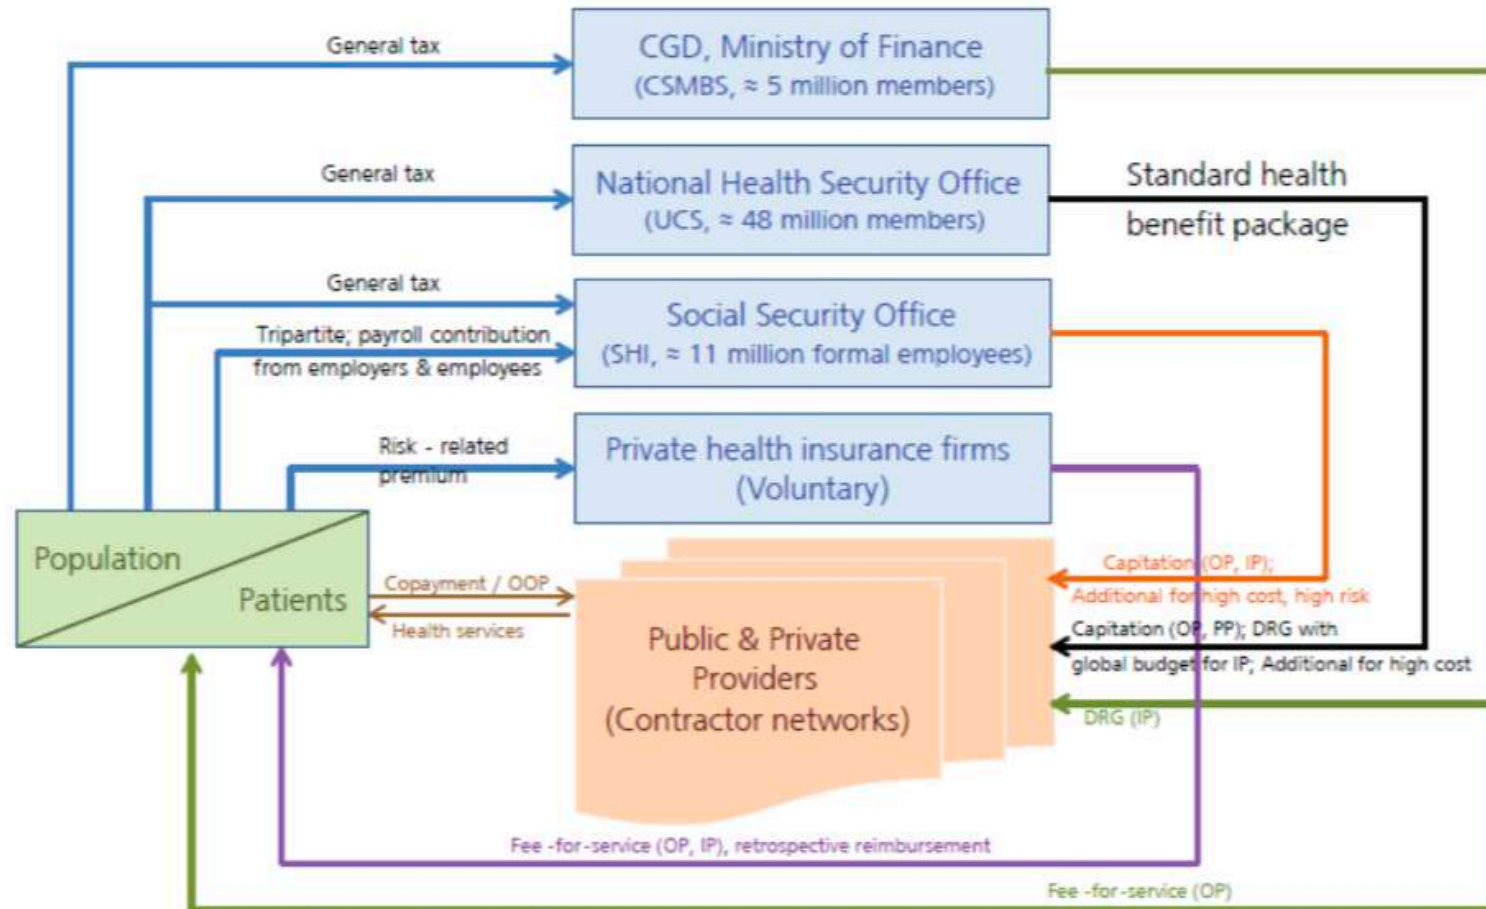 General tax
CGD, Ministry of Finance
(CSMBS, ≈ 5 million members)
General tax
National Health Security Office
(UCS, ≈ 48 million members)
Standard health
benefit package
General tax
Tripartite; payroll contribution
from employers & employees
Social Security Office
(SHI, ≈ 11 million formal employees)
Risk - related
premium
Private health insurance firms
(Voluntary)
Population
Patients
Copayment / OOP
Health services
Public & Private
Providers
(Contractor networks)
Capitation (OP, IP);
Additional for high cost, high risk
Capitation (OP, PP); DRG with
global budget for IP; Additional for high cost
DRG (IP)
Fee -for-service (OP, IP), retrospective reimbursement
Fee -for-service (OP)